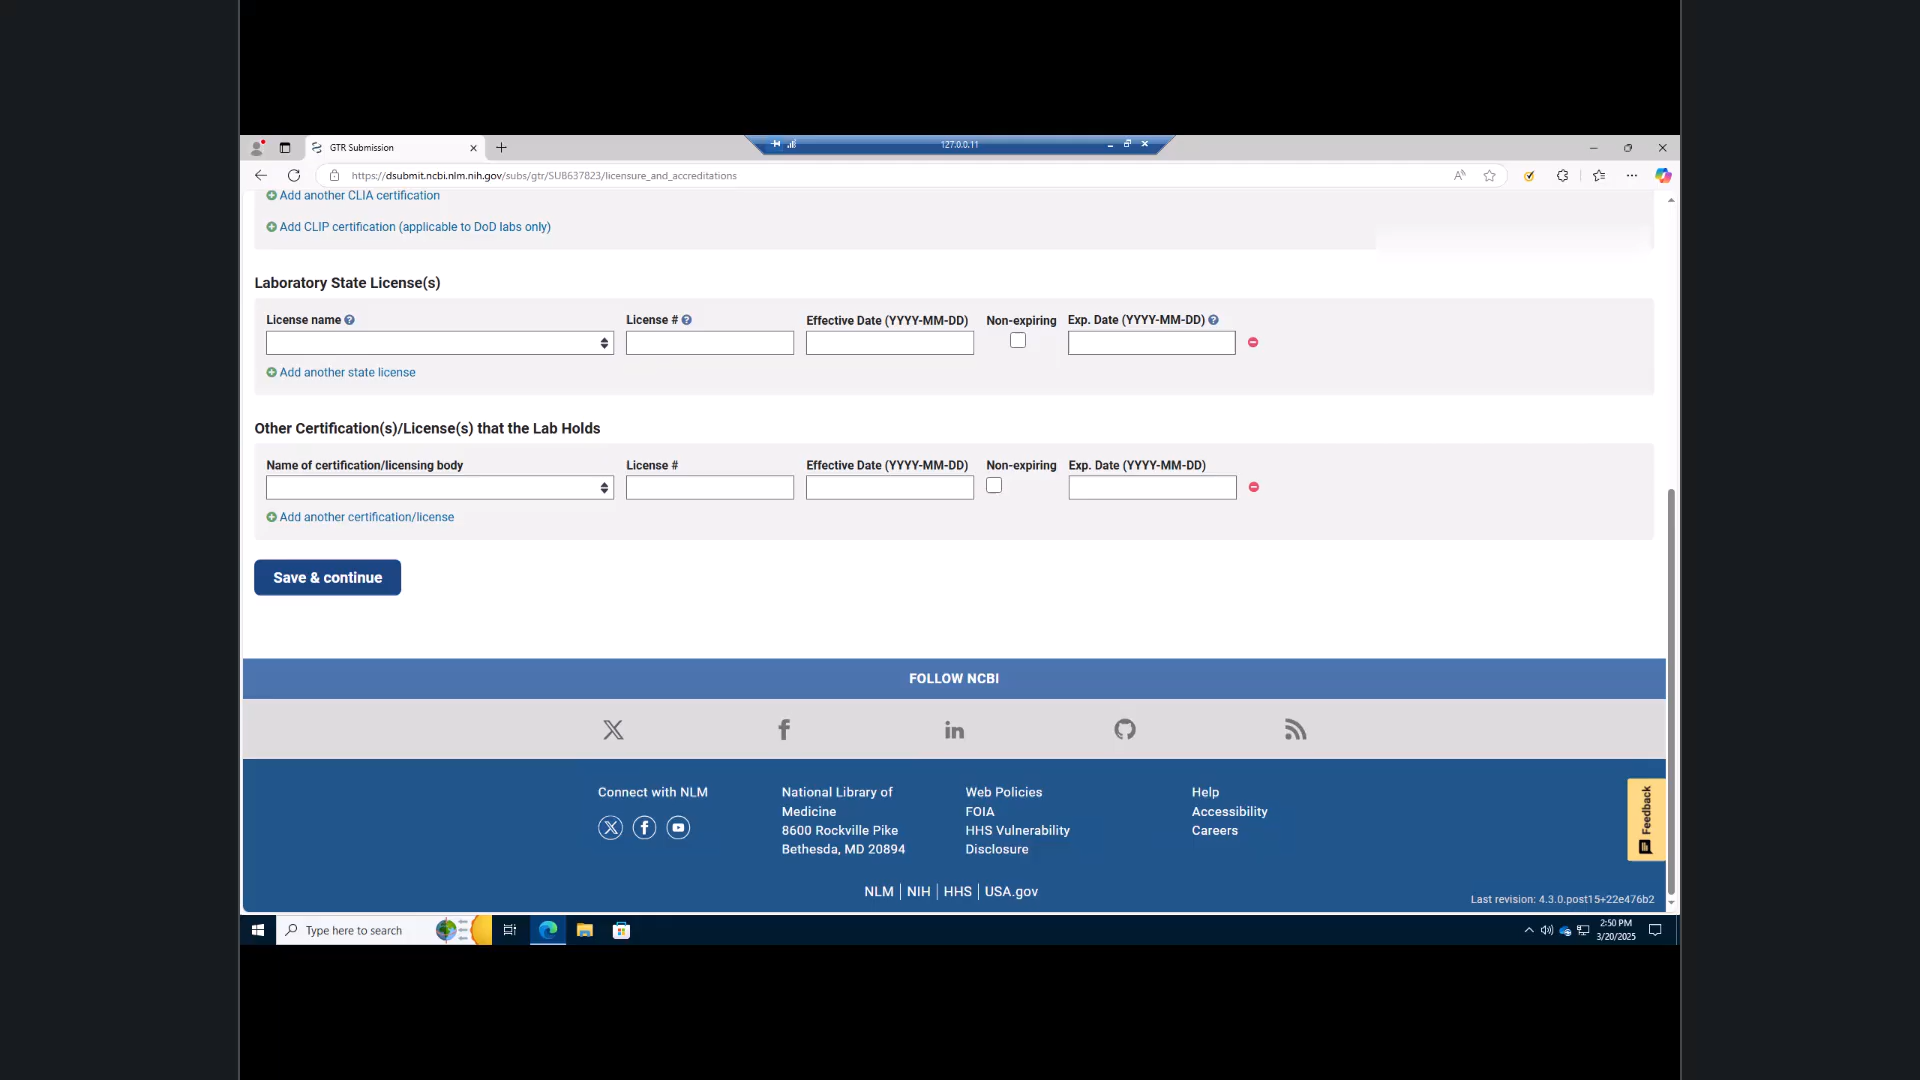 GTR Submission
127.0.0.11
https://dsubmit.ncbi.nlm.nih.gov/subs/gtr/SU8637823/licensure_and_accreditations
Add another CLIA certification
Add CLIP certification (applicable to DoD labs only)
Laboratory State License(s)
License name License # Effective Date (YYYY-MM-DD) Non-expiring Exp. Date (YYYY-MM-DD)
Add another state license
Other Certification(s)/License(s) that the Lab Holds
Name of certification/licensing body License # Effective Date (YYYY-MM-DD) Non-expiring Exp. Date (YYYY-MM-DD)
Add another certification/license
Save & continue
FOLLOW NCBI
Connect with NLM
National Library of
Medicine
8600 Rockville Pike
Bethesda, MD 20894
Web Policies
FOIA
HHS Vulnerability
Disclosure
Help
Accessibility
Careers
Feedback
NLM | NIH | HHS | USA.gov
Last revision: 4.3.0.post15+22e476b2
Type here to search
2:50 PM
3/20/2025